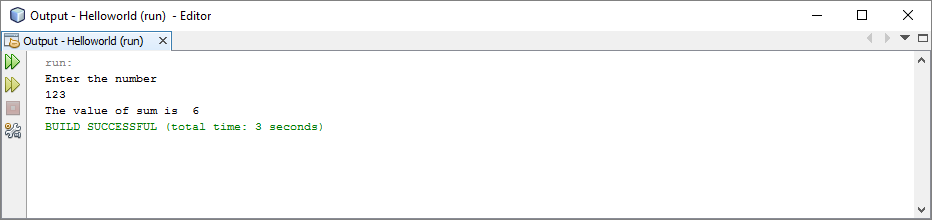 Output - Helloworld (run)  - Editor
Output - Helloworld (run)
run:
Enter the number
123
The value of sum is  6
BUILD SUCCESSFUL (total time: 3 seconds)